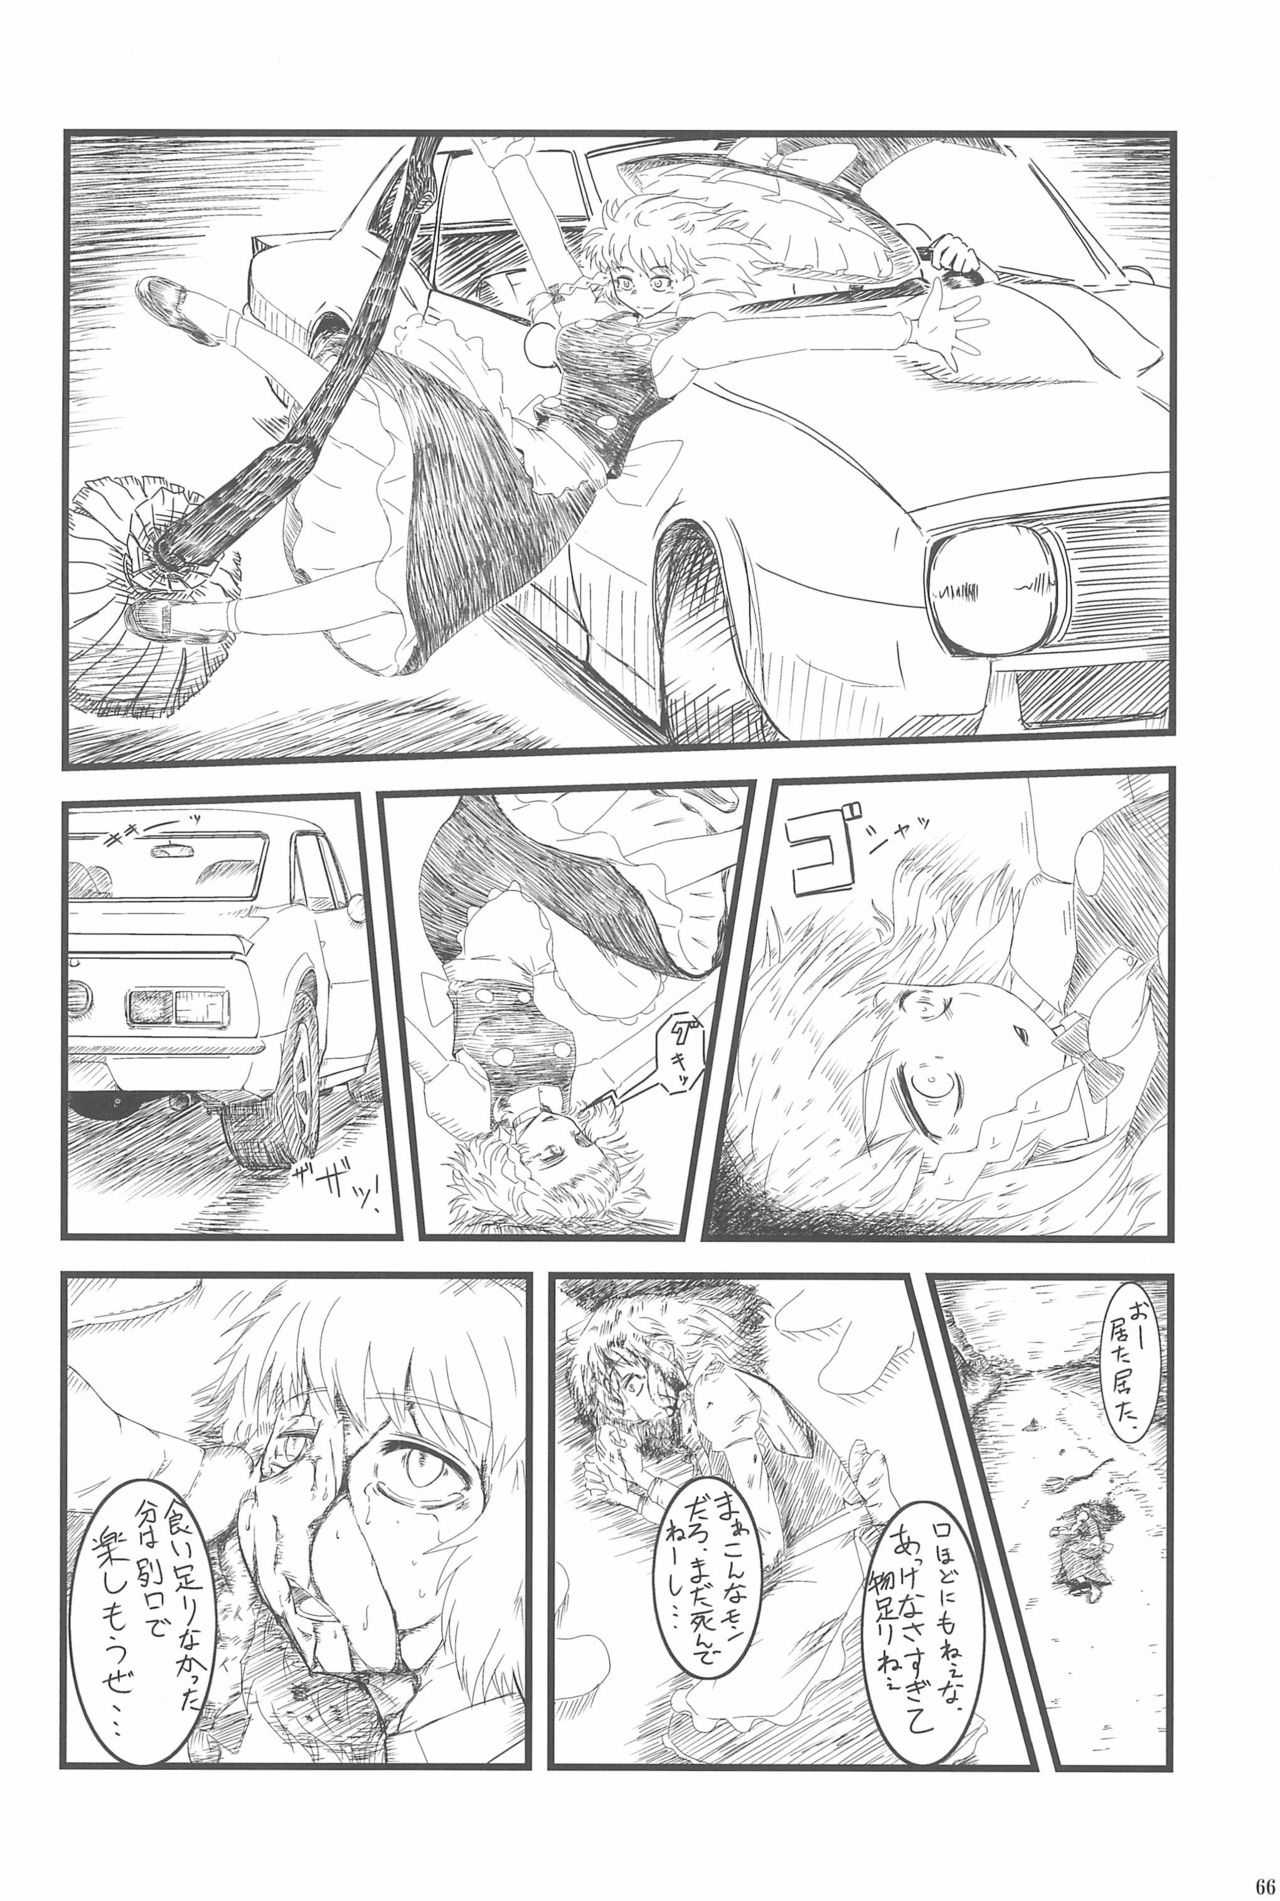 ゴシャッ
グキッ
キキーッ
ザザッ!
おー
居た居た、
口ほどにもねぇな、
あっけなさすぎて
物足りねぇ
まぁこんなモン
だろ、まだ死んで
ねーし…
食い足りなかった
分は別口で
楽しもうぜ…
66